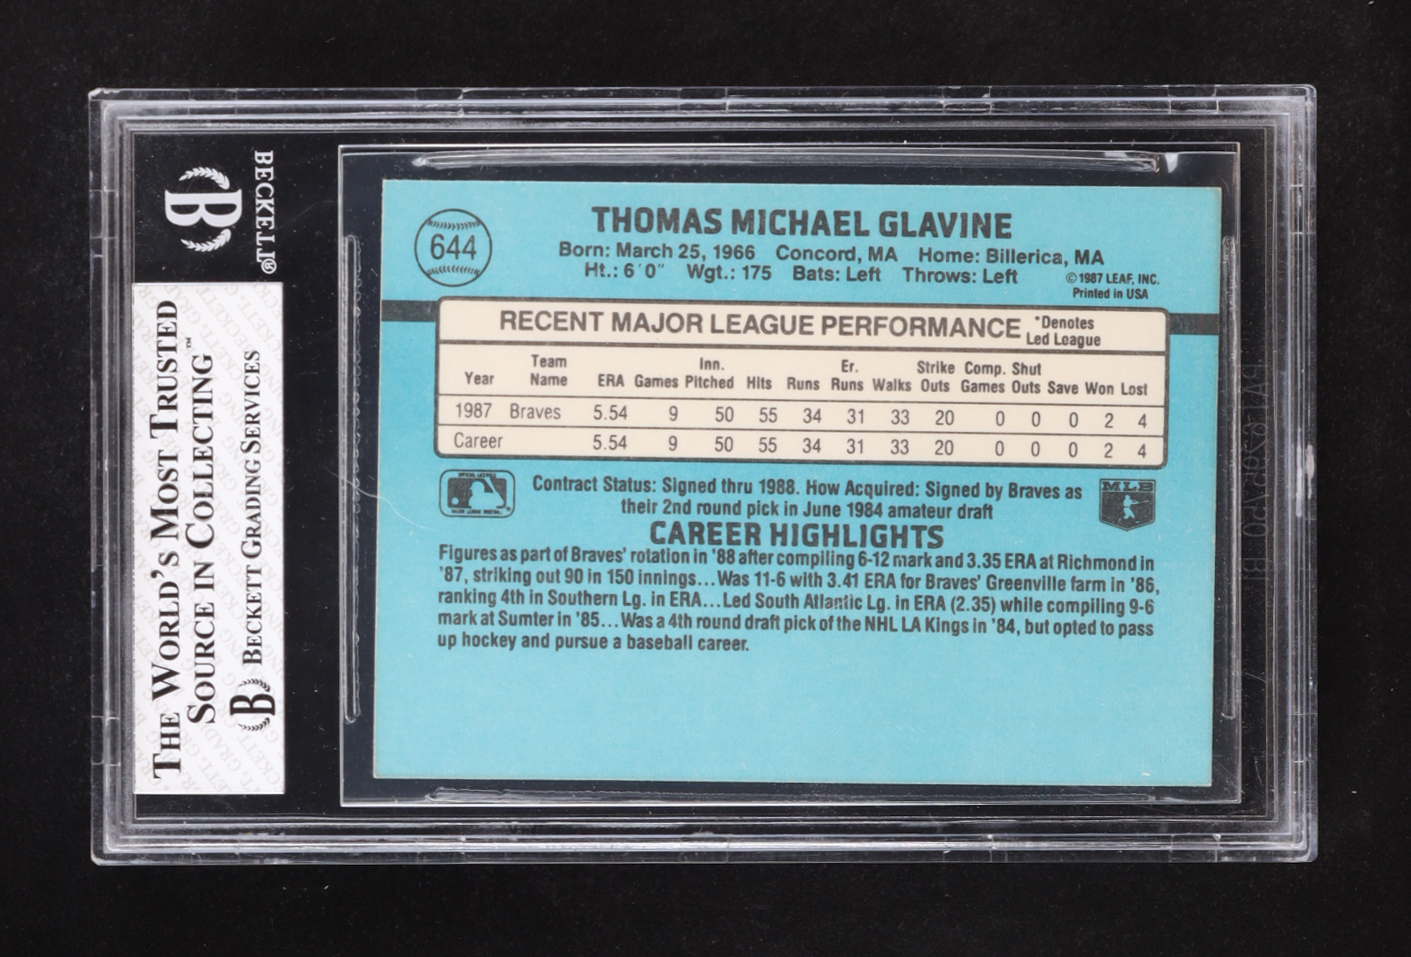 BECKETT®
B
THE WORLD'S MOST TRUSTED
SOURCE IN COLLECTING™
B BECKETT GRADING SERVICES
644
THOMAS MICHAEL GLAVINE
Born: March 25, 1966 Concord, MA Home: Billerica, MA
Ht.: 6'0" Wgt.: 175 Bats: Left Throws: Left
©1987 LEAF, INC.
Printed in USA
RECENT MAJOR LEAGUE PERFORMANCE *Denotes
Led League
Year Team Name ERA Games Inn. Pitched Hits Runs Er. Runs Walks Strike Outs Comp. Games Shut Outs Save Won Lost
1987 Braves 5.54 9 50 55 34 31 33 20 0 0 0 2 4
Career 5.54 9 50 55 34 31 33 20 0 0 0 2 4
Contract Status: Signed thru 1988. How Acquired: Signed by Braves as
their 2nd round pick in June 1984 amateur draft
MLB
CAREER HIGHLIGHTS
Figures as part of Braves' rotation in '88 after compiling 6-12 mark and 3.35 ERA at Richmond in
'87, striking out 90 in 150 innings...Was 11-6 with 3.41 ERA for Braves' Greenville farm in '86,
ranking 4th in Southern Lg. in ERA...Led South Atlantic Lg. in ERA (2.35) while compiling 9-6
mark at Sumter in '85...Was a 4th round draft pick of the NHL LA Kings in '84, but opted to pass
up hockey and pursue a baseball career.